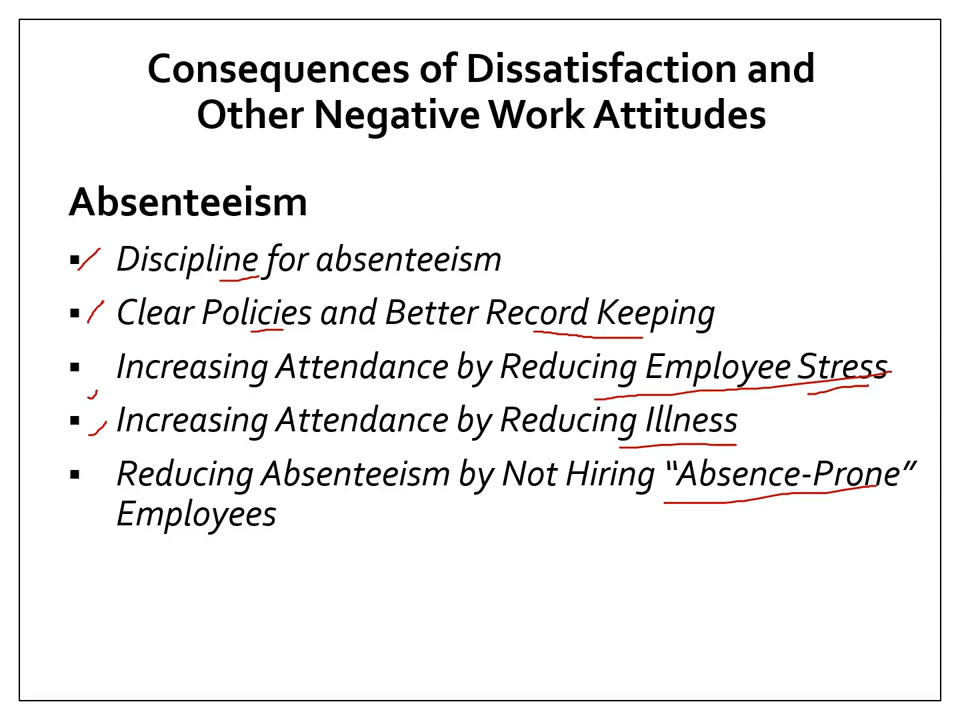 Consequences of Dissatisfaction and
Other Negative Work Attitudes
Absenteeism
▪ Discipline for absenteeism
▪ Clear Policies and Better Record Keeping
▪ Increasing Attendance by Reducing Employee Stress
▪ Increasing Attendance by Reducing Illness
▪ Reducing Absenteeism by Not Hiring “Absence-Prone”
Employees